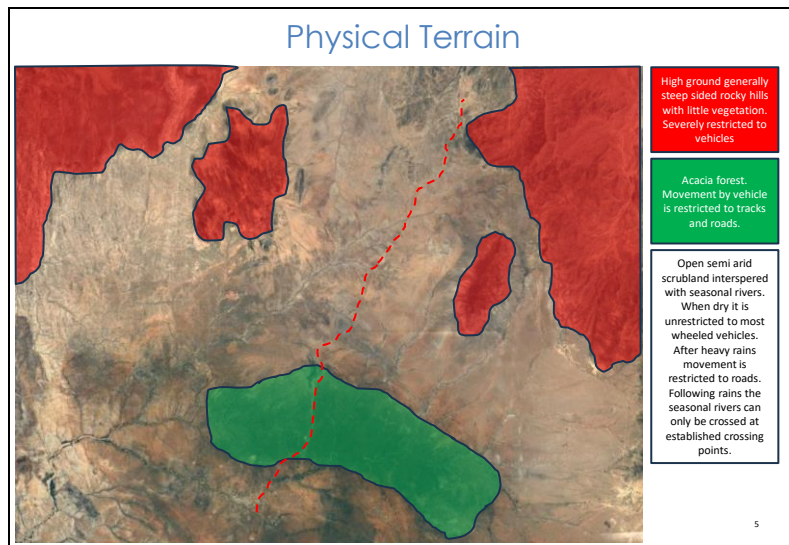 Physical Terrain
High ground generally
steep sided rocky hills
with little vegetation.
Severely restricted to
vehicles
Acacia forest.
Movement by vehicle
is restricted to tracks
and roads.
Open semi arid
scrubland interspered
with seasonal rivers.
When dry it is
unrestricted to most
wheeled vehicles.
After heavy rains
movement is
restricted to roads.
Following rains the
seasonal rivers can
only be crossed at
established crossing
points.
5